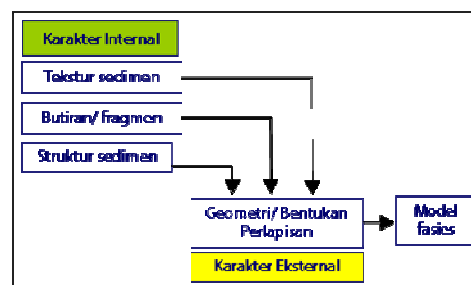 Karakter Internal
Tekstur sedimen
Butiran/ fragmen
Struktur sedimen
Geometri/ Bentukan
Perlapisan
Model
fasies
Karakter Eksternal